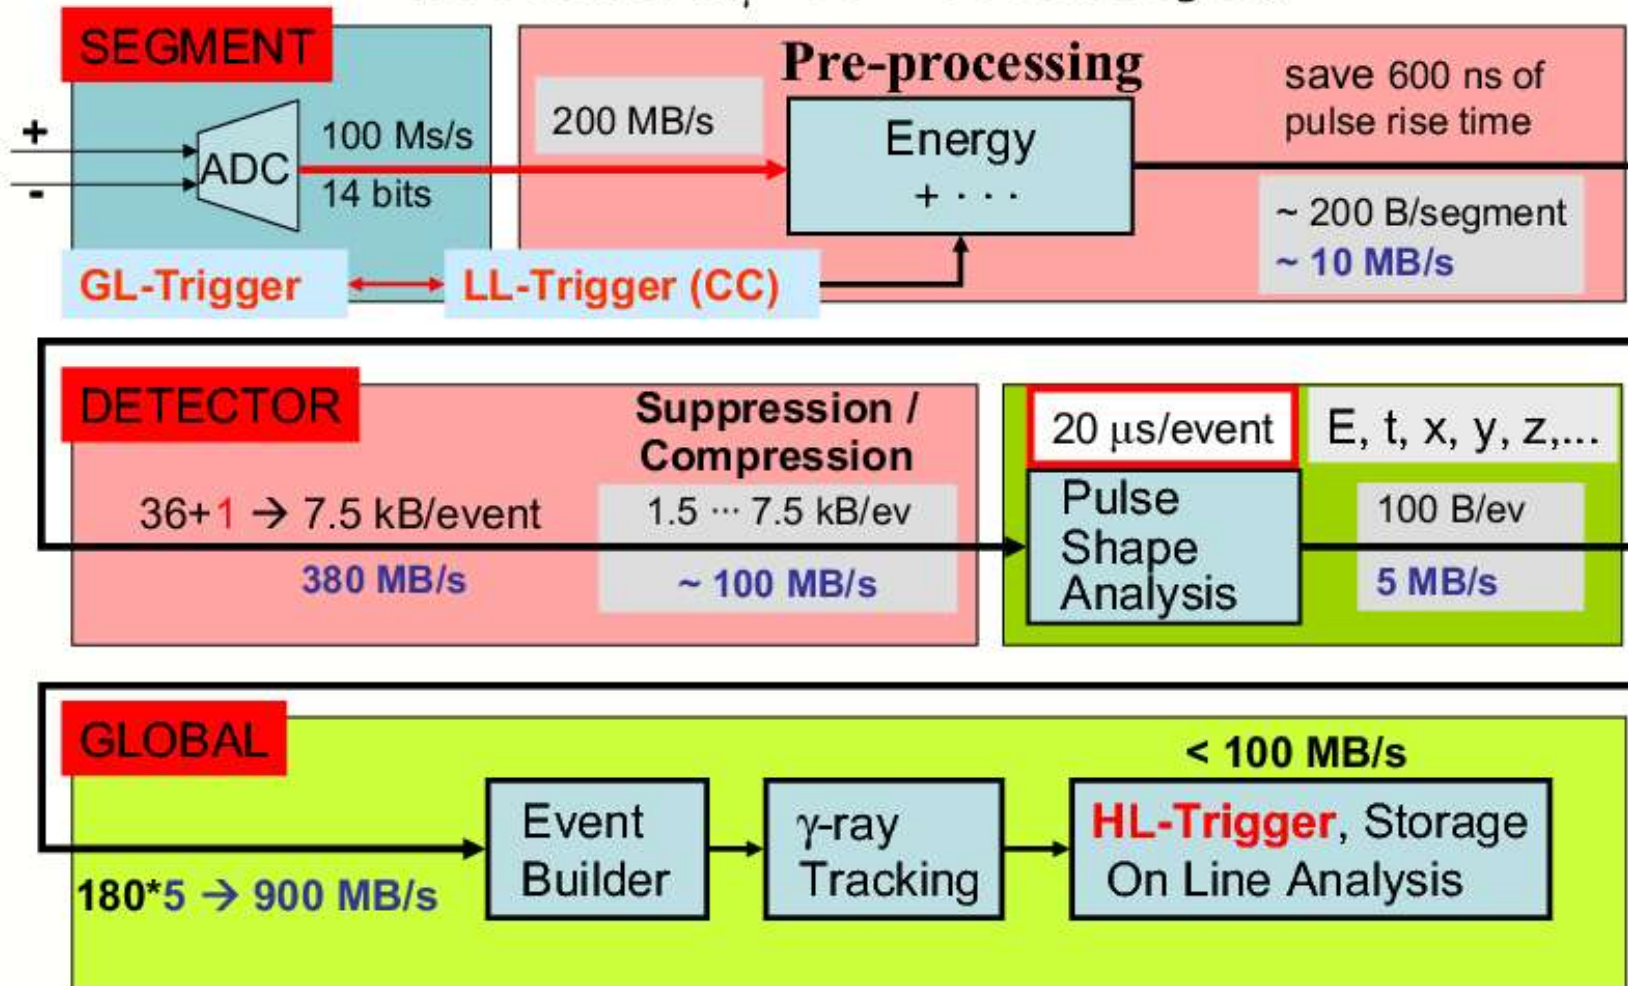 SEGMENT
+
-
ADC
100 Ms/s
14 bits
200 MB/s
Pre-processing
Energy
+ · · ·
save 600 ns of
pulse rise time
~ 200 B/segment
~ 10 MB/s
GL-Trigger
LL-Trigger (CC)
DETECTOR
36+1 → 7.5 kB/event
380 MB/s
Suppression /
Compression
1.5 ··· 7.5 kB/ev
~ 100 MB/s
20 μs/event
E, t, x, y, z,...
Pulse
Shape
Analysis
100 B/ev
5 MB/s
GLOBAL
180*5 → 900 MB/s
Event
Builder
γ-ray
Tracking
< 100 MB/s
HL-Trigger, Storage
On Line Analysis